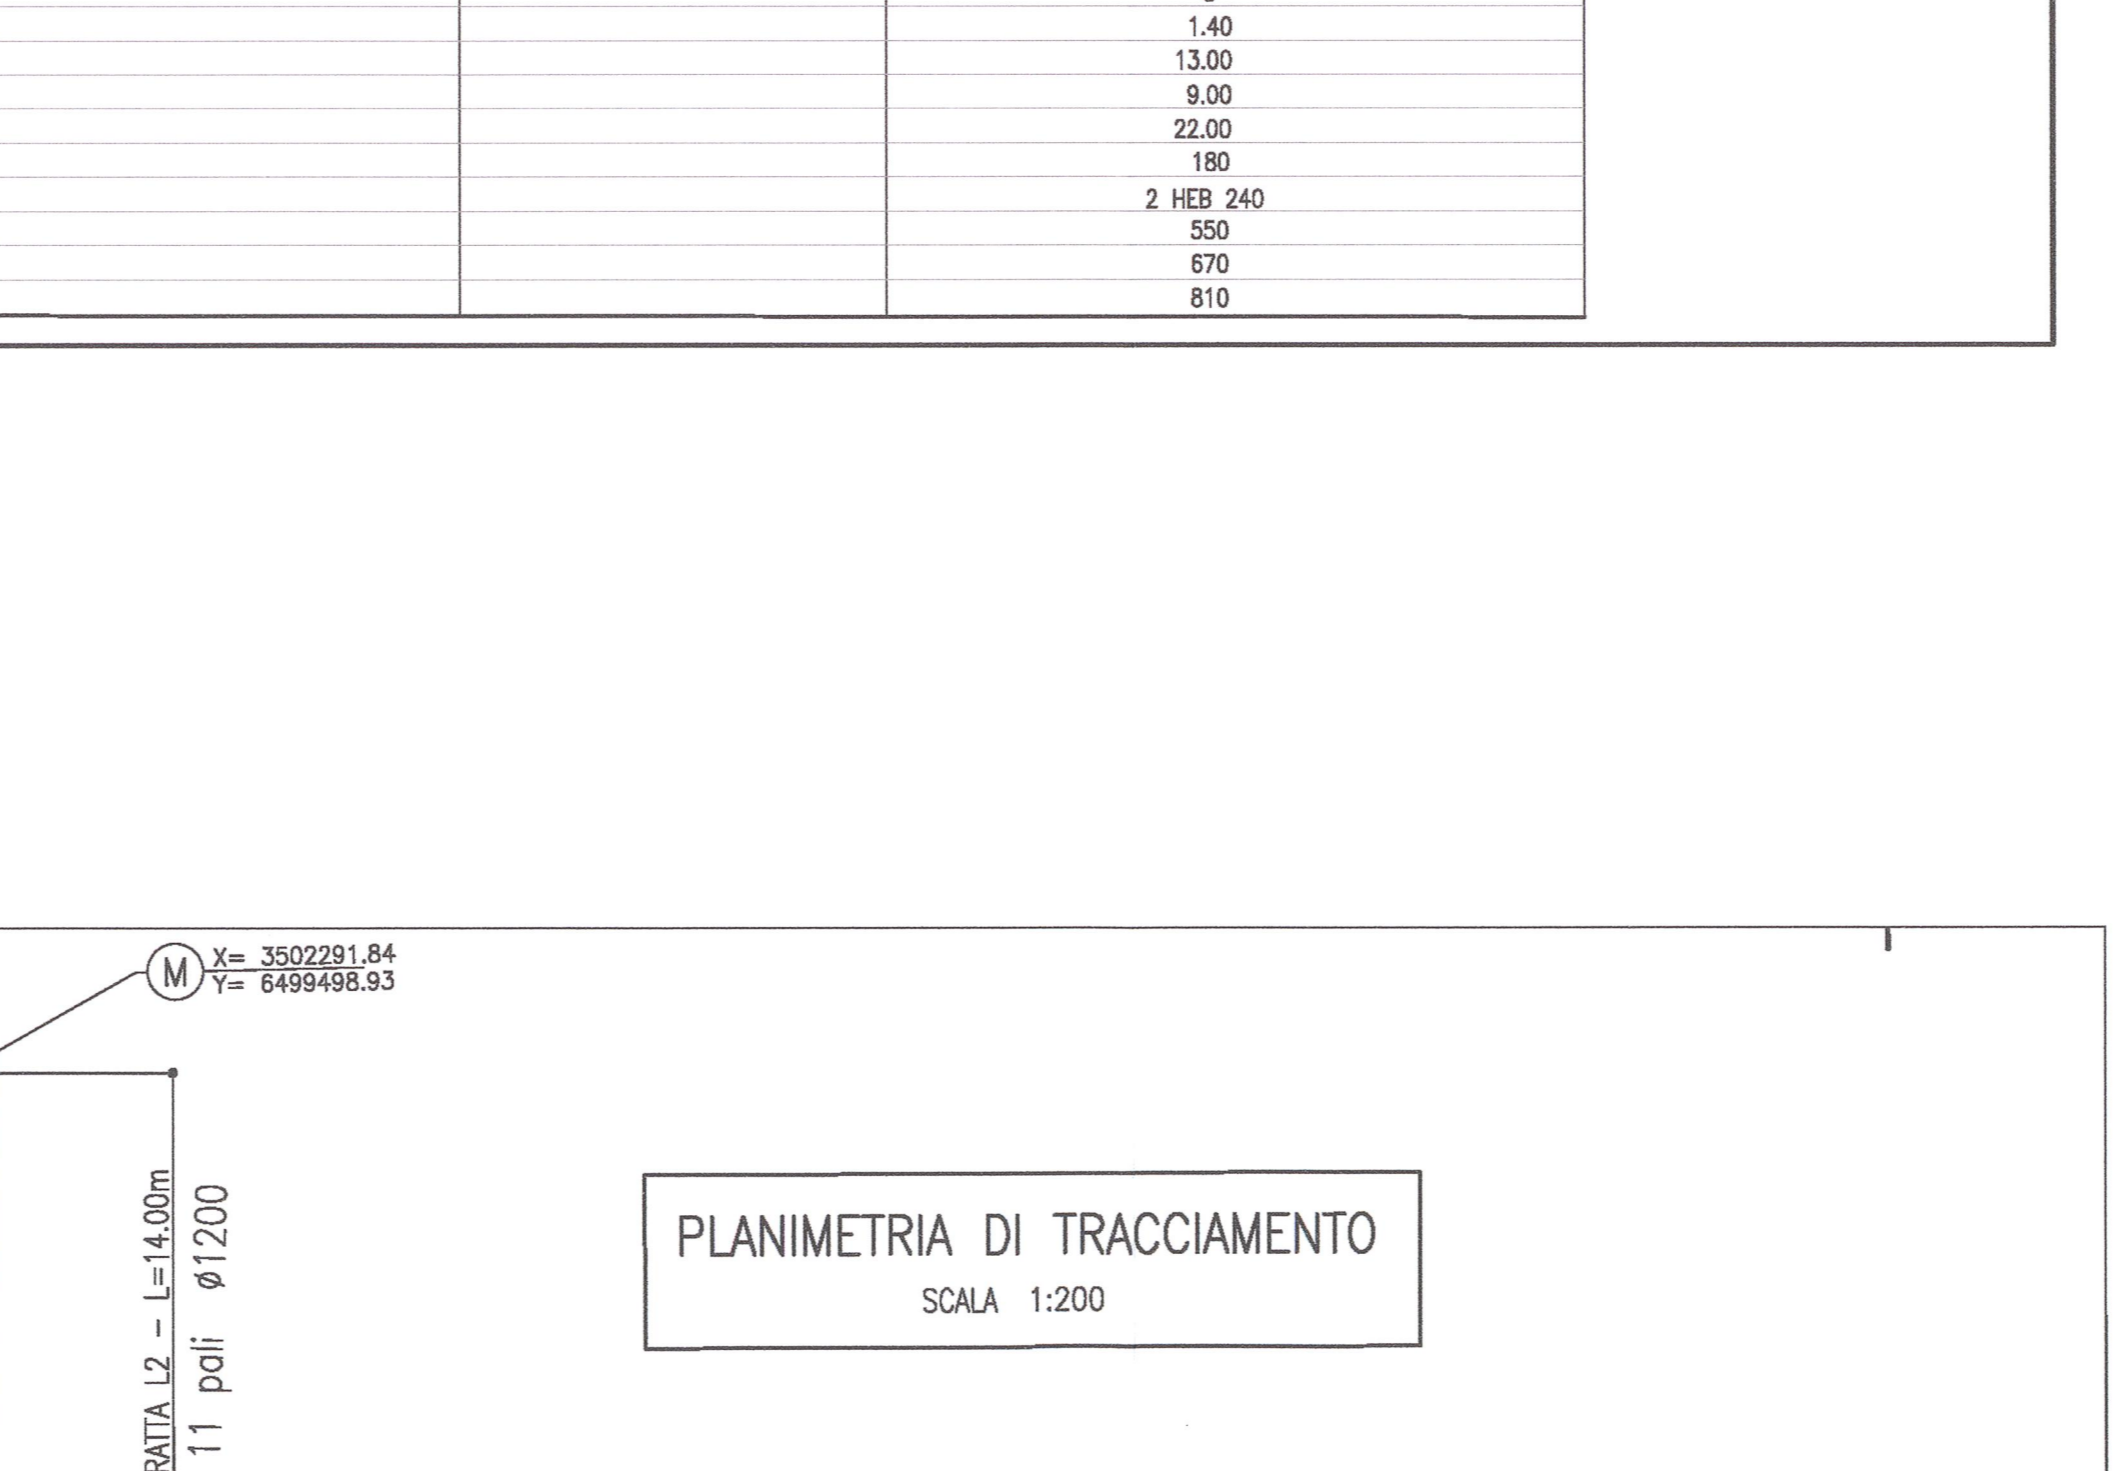 1.40
13.00
9.00
22.00
180
2 HEB 240
550
670
810
M
X= 3502291.84
Y= 6499498.93
RATTA L2 – L=14.00m
11 pali ø1200
PLANIMETRIA DI TRACCIAMENTO
SCALA 1:200